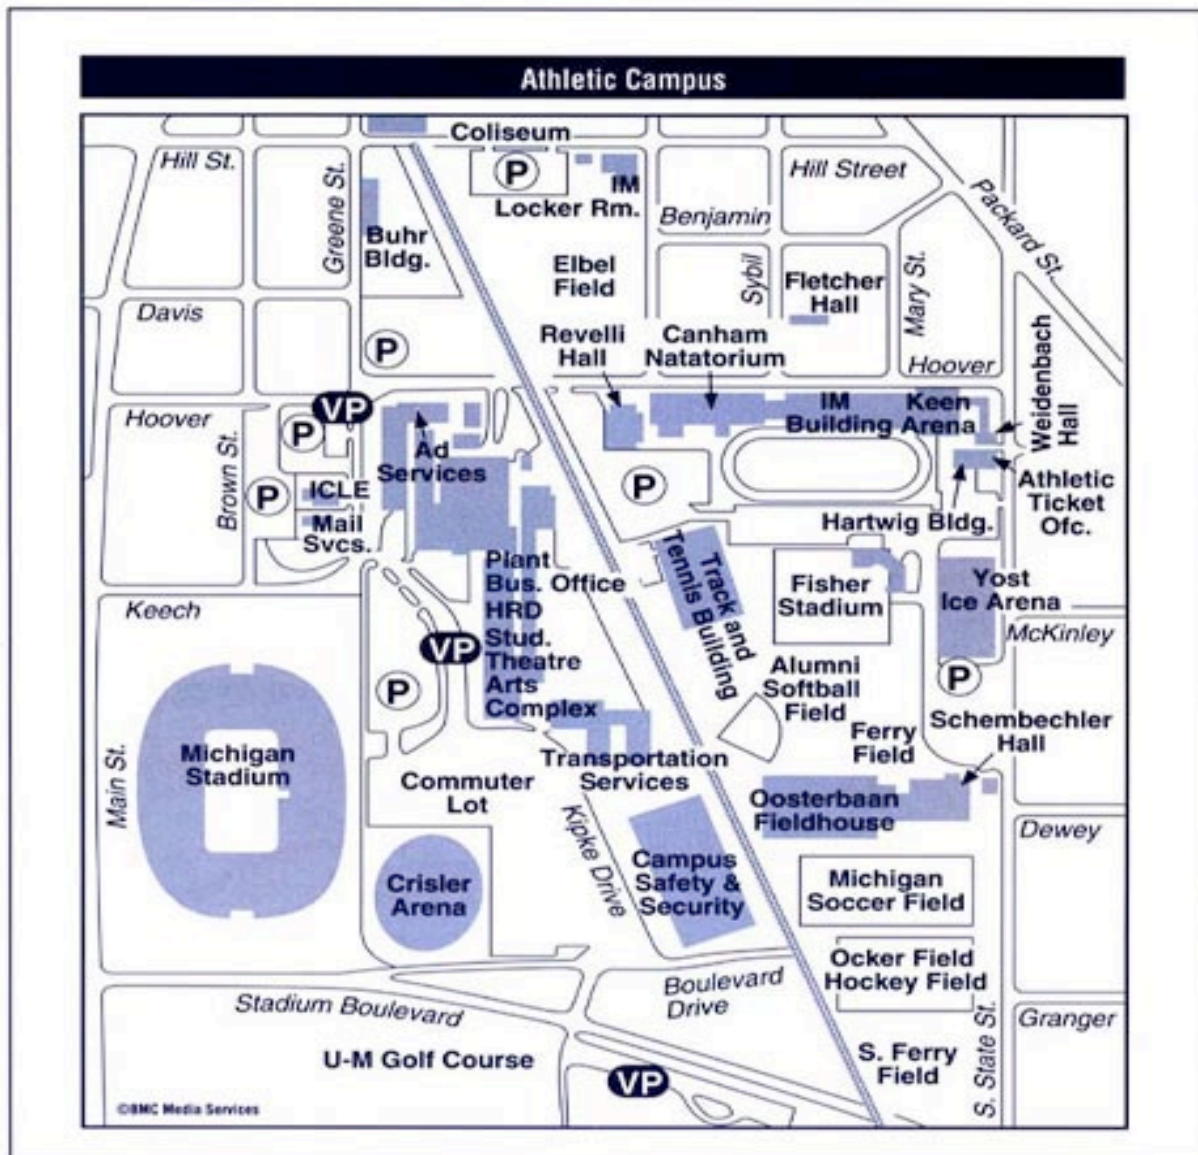 Athletic Campus
Coliseum
Hill St.
P
IM
Locker Rm.
Hill Street
Packard St.
Greene St.
Buhr
Bldg.
Benjamin
Elbel
Field
Sybil
Fletcher
Hall
Mary St.
Davis
P
Revelli
Hall
Canham
Natatorium
Hoover
Weidenbach
Hall
Hoover
VP
P
Ad
Services
IM
Building
Keen
Arena
Brown St.
P
ICLE
Mail
Svcs.
P
Hartwig Bldg.
Athletic
Ticket
Ofc.
Plant
Bus. Office
HRD
Stud.
Theatre
Arts
Complex
Track and
Tennis Building
Fisher
Stadium
Yost
Ice Arena
Keech
McKinley
VP
P
Alumni
Softball
Field
P
Ferry
Field
Schembechler
Hall
Main St.
Michigan
Stadium
Commuter
Lot
Transportation
Services
Oosterbaan
Fieldhouse
Kipke Drive
Dewey
Crisler
Arena
Campus
Safety &
Security
Michigan
Soccer Field
Ocker Field
Hockey Field
Stadium Boulevard
Boulevard
Drive
Granger
S. State St.
U-M Golf Course
VP
S. Ferry
Field
©BMC Media Services